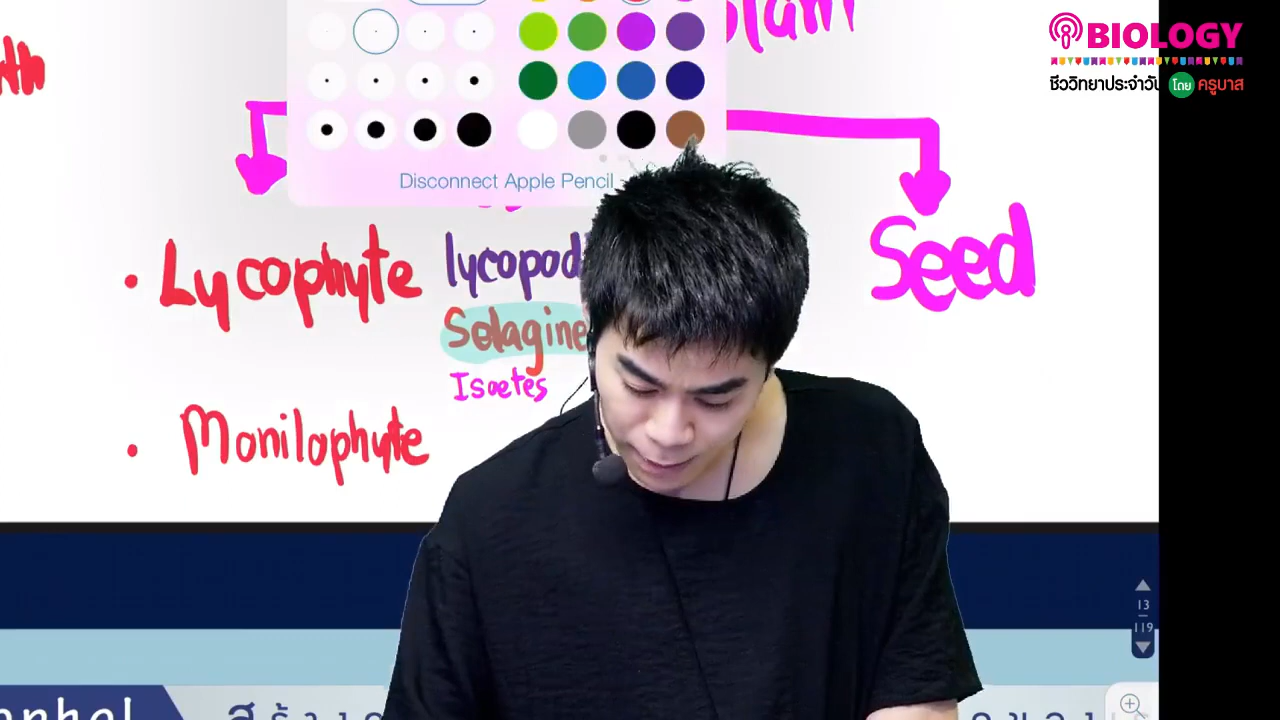 BIOLOGY
ชีววิทยาประจำวัน โดย ครูบาส
Disconnect Apple Pencil
• Lycophyte
lycopod
Selagine
Isoetes
Seed
• Monilophyte
13
119